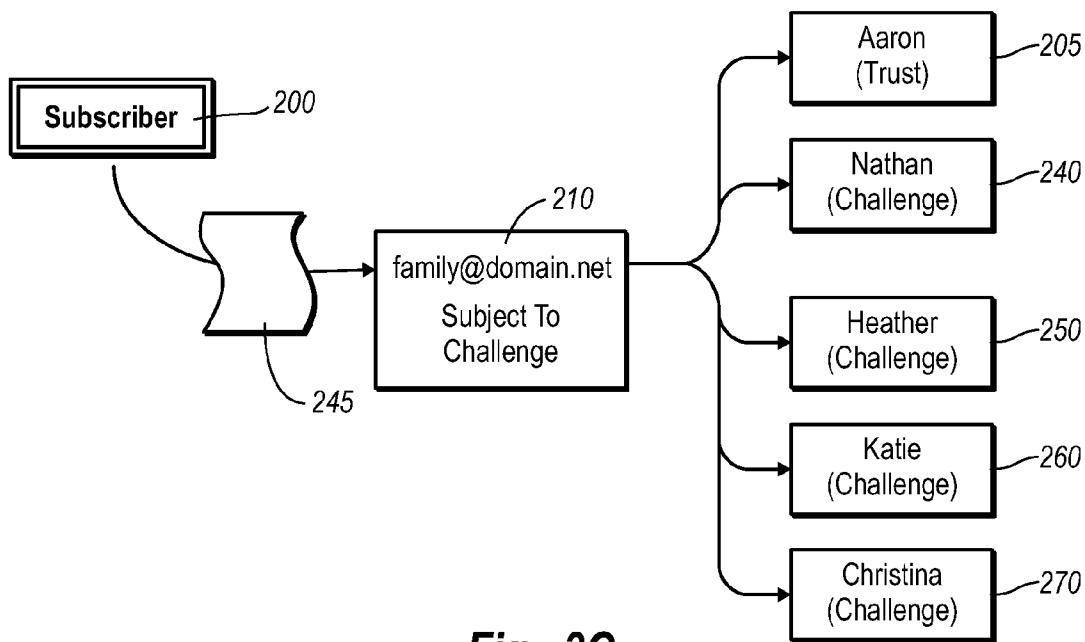 Subscriber
200
245
210
family@domain.net
Subject To
Challenge
Aaron
(Trust)
205
Nathan
(Challenge)
240
Heather
(Challenge)
250
Katie
(Challenge)
260
Christina
(Challenge)
270